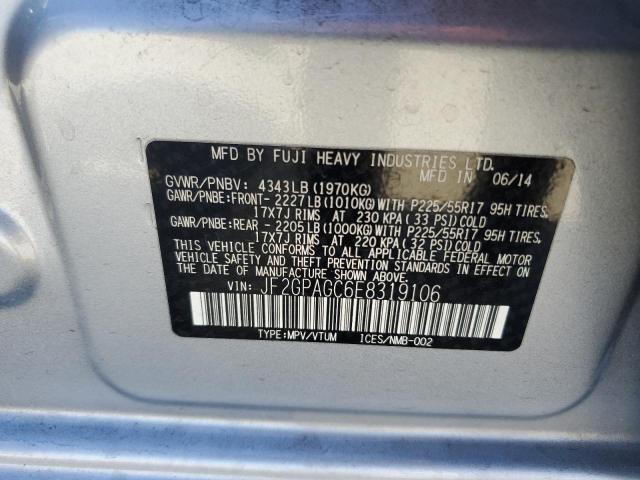 MFD BY FUJI HEAVY INDUSTRIES LTD.
MFD IN 06/14
GVWR/PNBV: 4343LB(1970KG)
GAWR/PNBE:FRONT- 2227LB(1010KG)WITH P225/55R17 95H TIRES.
17X7J RIMS AT 230 KPA(33 PSI)COLD
GAWR/PNBE:REAR - 2205LB(1000KG)WITH P225/55R17 95H TIRES.
17X7J RIMS AT 220 KPA(32 PSI)COLD
THIS VEHICLE CONFORMS TO ALL APPLICABLE FEDERAL MOTOR
VEHICLE SAFETY AND THEFT PREVENTION STANDARDS IN EFFECT
ON THE DATE OF MANUFACTURE SHOWN ABOVE.
VIN: JF2GPAGC6E8319106
TYPE:MPV/VTUM ICES/NMB-002